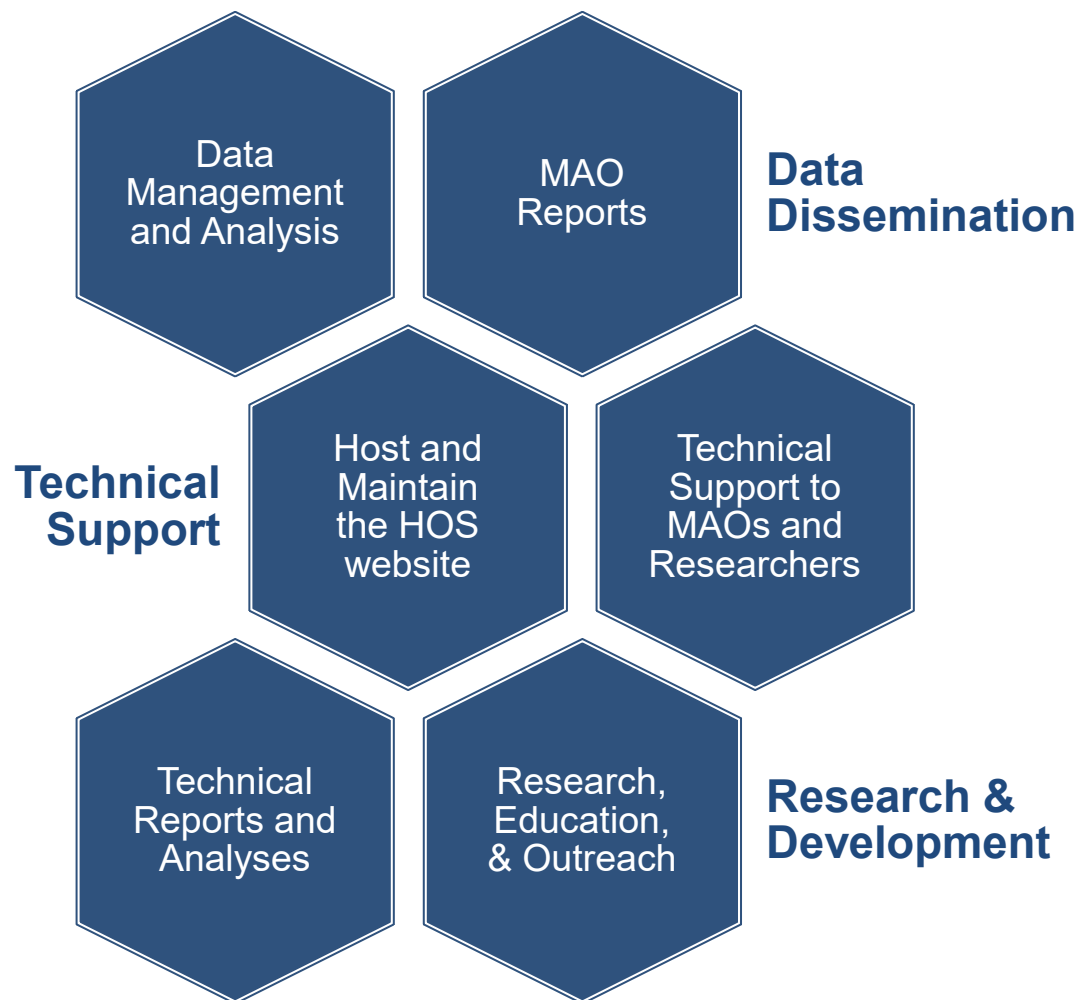 Data
Management
and Analysis
MAO
Reports
Data
Dissemination
Technical
Support
Host and
Maintain
the HOS
website
Technical
Support to
MAOs and
Researchers
Technical
Reports and
Analyses
Research,
Education,
& Outreach
Research &
Development